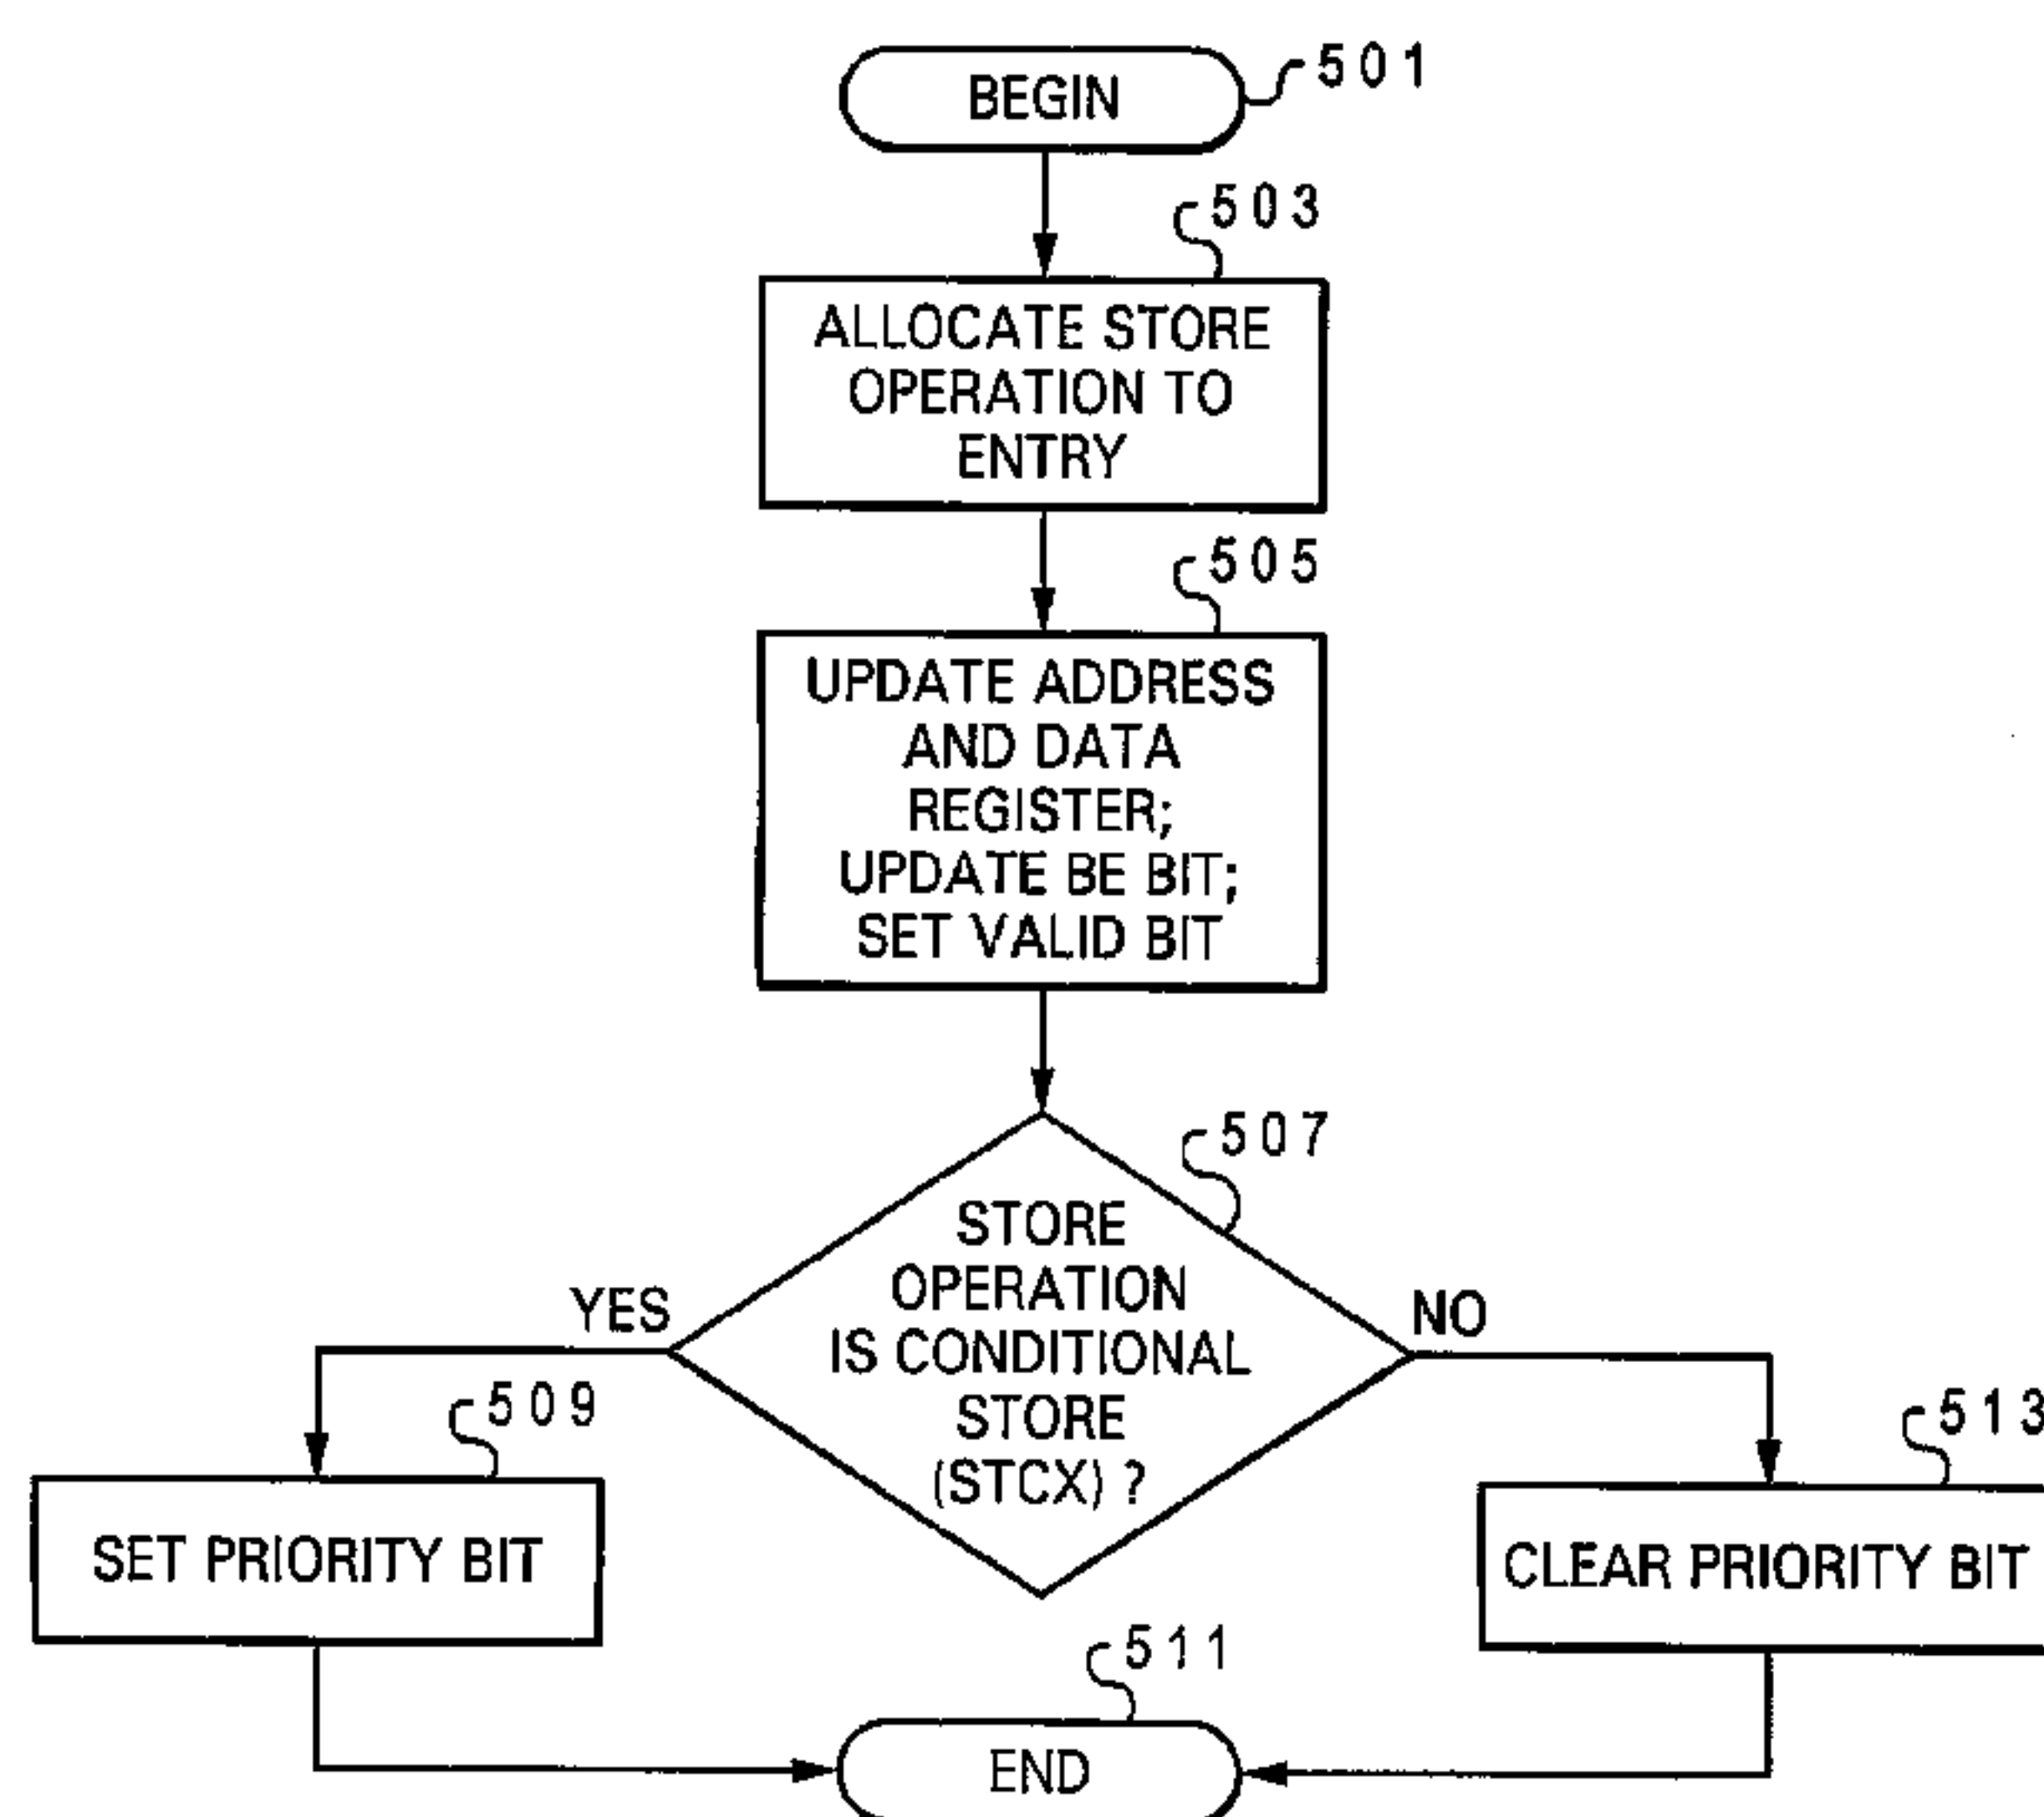 BEGIN
501
503
ALLOCATE STORE
OPERATION TO
ENTRY
505
UPDATE ADDRESS
AND DATA
REGISTER;
UPDATE BE BIT;
SET VALID BIT
507
STORE
OPERATION
IS CONDITIONAL
STORE
(STCX) ?
YES
NO
509
SET PRIORITY BIT
513
CLEAR PRIORITY BIT
511
END